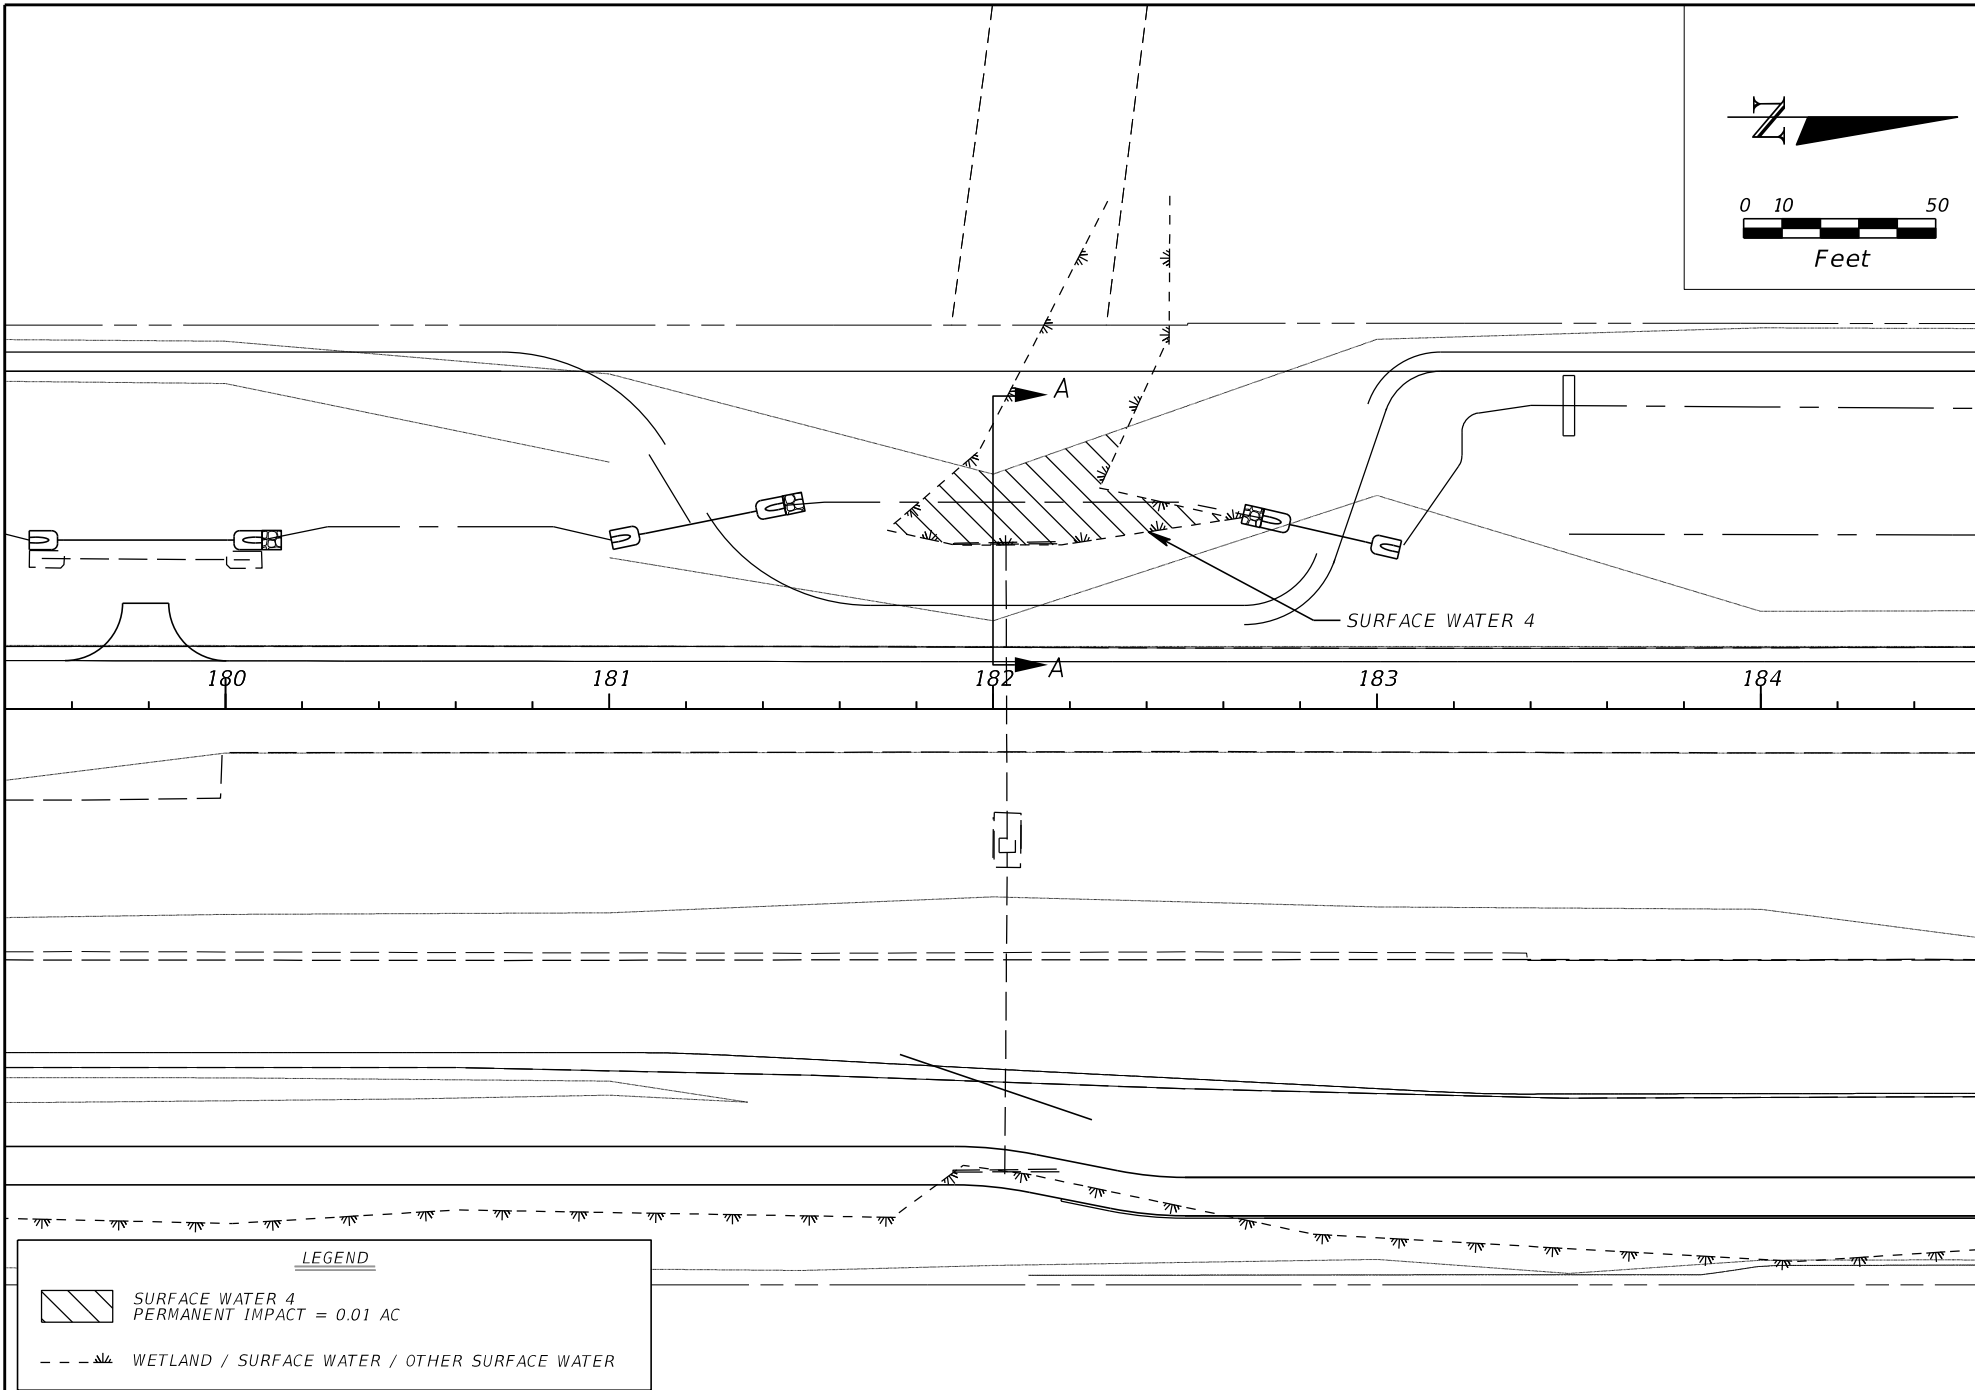 N
0 10 50
Feet
A
SURFACE WATER 4
A
180 181 182 183 184
LEGEND
SURFACE WATER 4
PERMANENT IMPACT = 0.01 AC
WETLAND / SURFACE WATER / OTHER SURFACE WATER